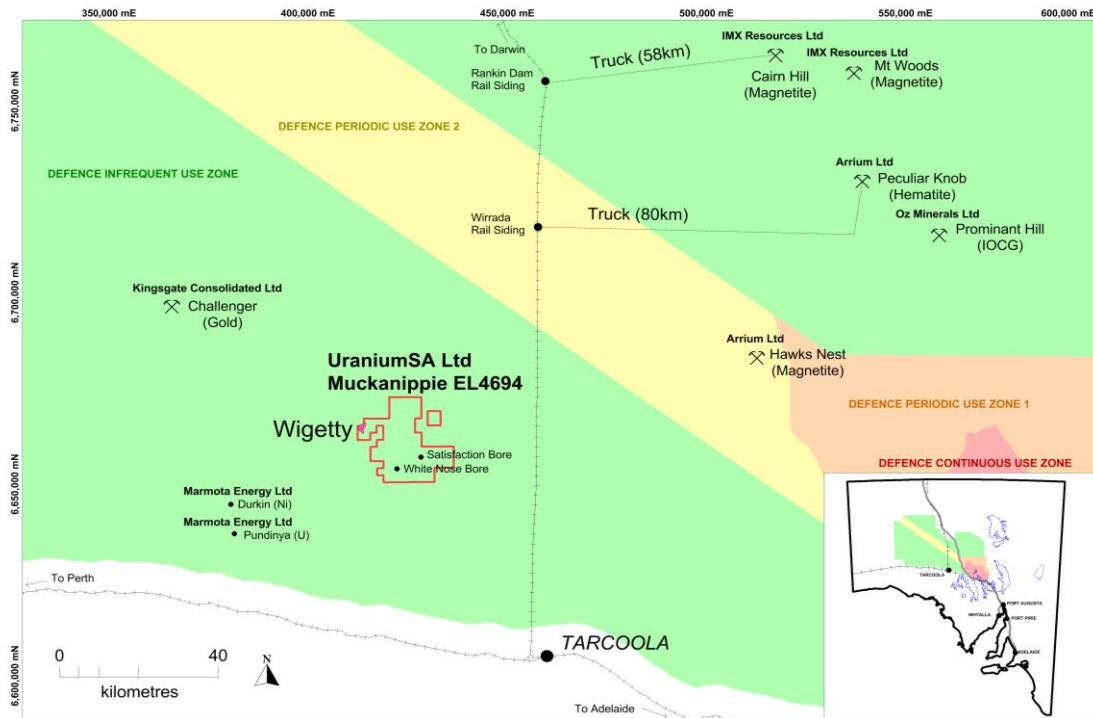 350,000 mE
400,000 mE
450,000 mE
500,000 mE
550,000 mE
600,000 mE
6,750,000 mN
6,700,000 mN
6,650,000 mN
6,600,000 mN
To Darwin
Rankin Dam
Rail Siding
Truck (58km)
IMX Resources Ltd
Cairn Hill
(Magnetite)
IMX Resources Ltd
Mt Woods
(Magnetite)
DEFENCE PERIODIC USE ZONE 2
DEFENCE INFREQUENT USE ZONE
Arrium Ltd
Peculiar Knob
(Hematite)
Wirrada
Rail Siding
Truck (80km)
Oz Minerals Ltd
Prominant Hill
(IOCG)
Kingsgate Consolidated Ltd
Challenger
(Gold)
Arrium Ltd
Hawks Nest
(Magnetite)
UraniumSA Ltd
Muckanippie EL4694
DEFENCE PERIODIC USE ZONE 1
Wigetty
Satisfaction Bore
White Nose Bore
DEFENCE CONTINUOUS USE ZONE
Marmota Energy Ltd
Durkin (Ni)
Marmota Energy Ltd
Pundinya (U)
To Perth
TARCOOLA
0
40
kilometres
N
To Adelaide
TARCOOLA
PORT AUGUSTA
WHYALLA
PORT PIRIE
ADELAIDE